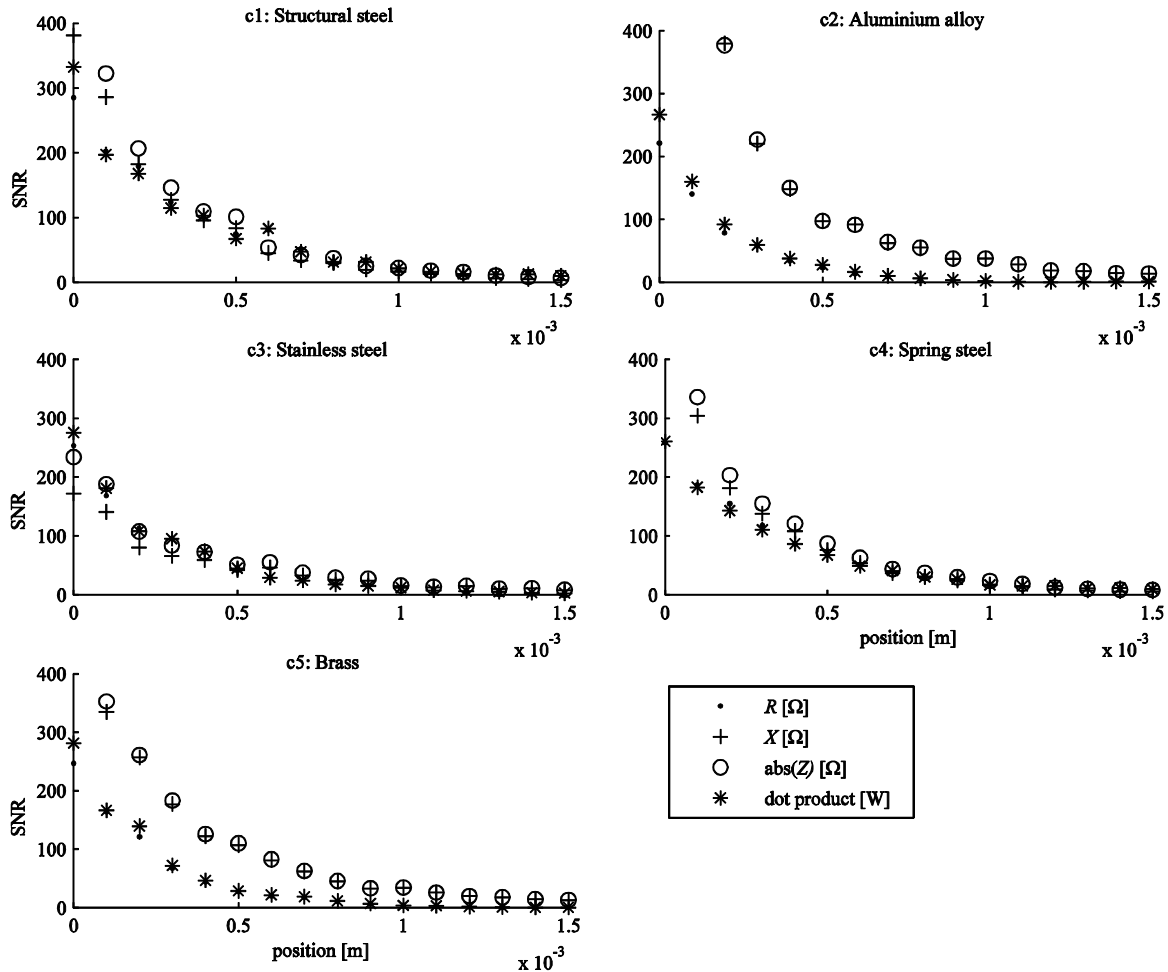 c1: Structural steel
400
300
200
100
0
SNR
0
0.5
1
1.5
x 10-3
c2: Aluminium alloy
400
300
200
100
0
0
0.5
1
1.5
x 10-3
c3: Stainless steel
400
300
200
100
0
SNR
0
0.5
1
1.5
x 10-3
c4: Spring steel
400
300
200
100
0
0
0.5
1
1.5
position [m]
x 10-3
c5: Brass
400
300
200
100
0
SNR
0
0.5
1
1.5
position [m]
x 10-3
R [Ω]
X [Ω]
abs(Z) [Ω]
dot product [W]